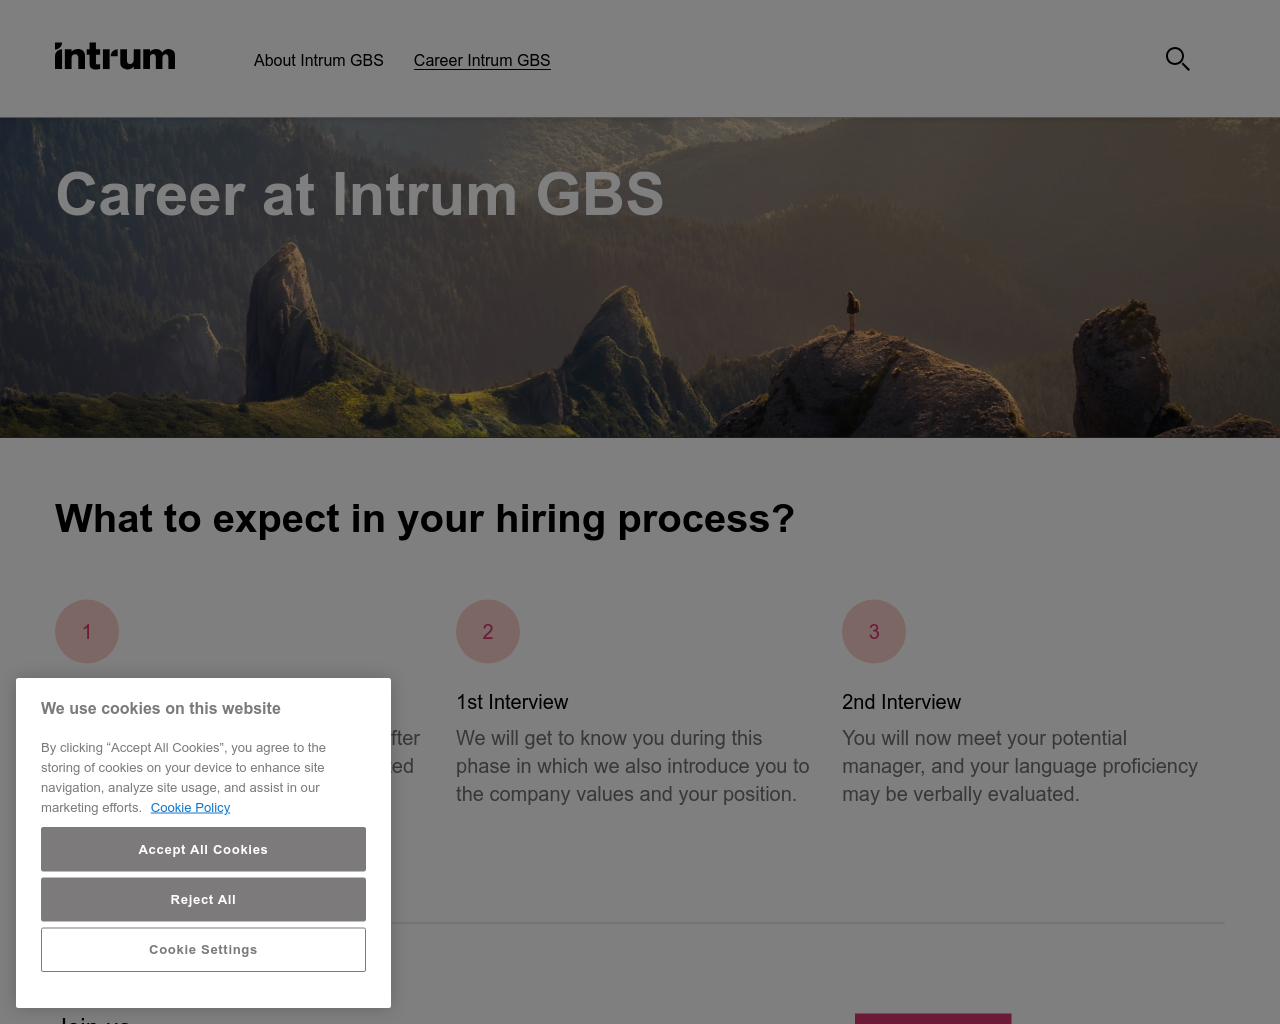 intrum
About Intrum GBS
Career Intrum GBS
Career at Intrum GBS
What to expect in your hiring process?
1
2
3
1st Interview
2nd Interview
We will get to know you during this
phase in which we also introduce you to
the company values and your position.
You will now meet your potential
manager, and your language proficiency
may be verbally evaluated.
We use cookies on this website
By clicking “Accept All Cookies”, you agree to the
storing of cookies on your device to enhance site
navigation, analyze site usage, and assist in our
marketing efforts. Cookie Policy
Accept All Cookies
Reject All
Cookie Settings
Join us